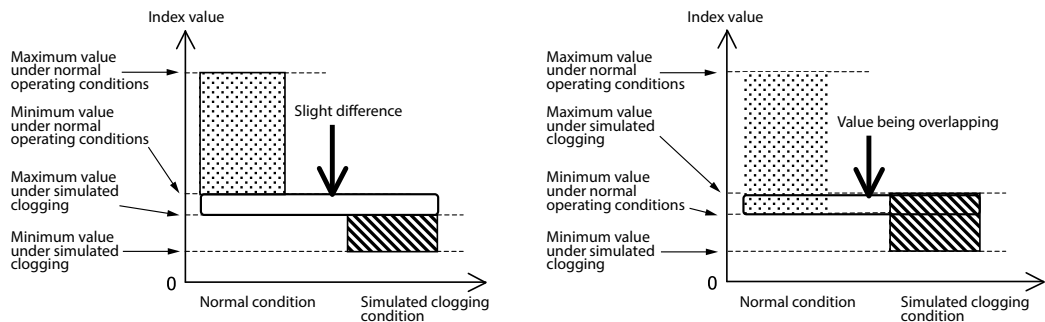 Index value
Maximum value
under normal
operating conditions
Minimum value
under normal
operating conditions
Maximum value
under simulated
clogging
Minimum value
under simulated
clogging
Slight difference
0
Normal condition
Simulated clogging
condition
Index value
Maximum value
under normal
operating conditions
Maximum value
under simulated
clogging
Minimum value
under normal
operating conditions
Minimum value
under simulated
clogging
Value being overlapping
0
Normal condition
Simulated clogging
condition